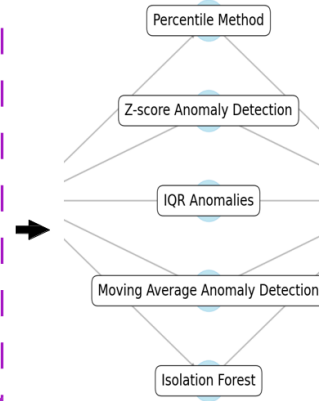 Percentile Method
Z-score Anomaly Detection
IQR Anomalies
Moving Average Anomaly Detection
Isolation Forest